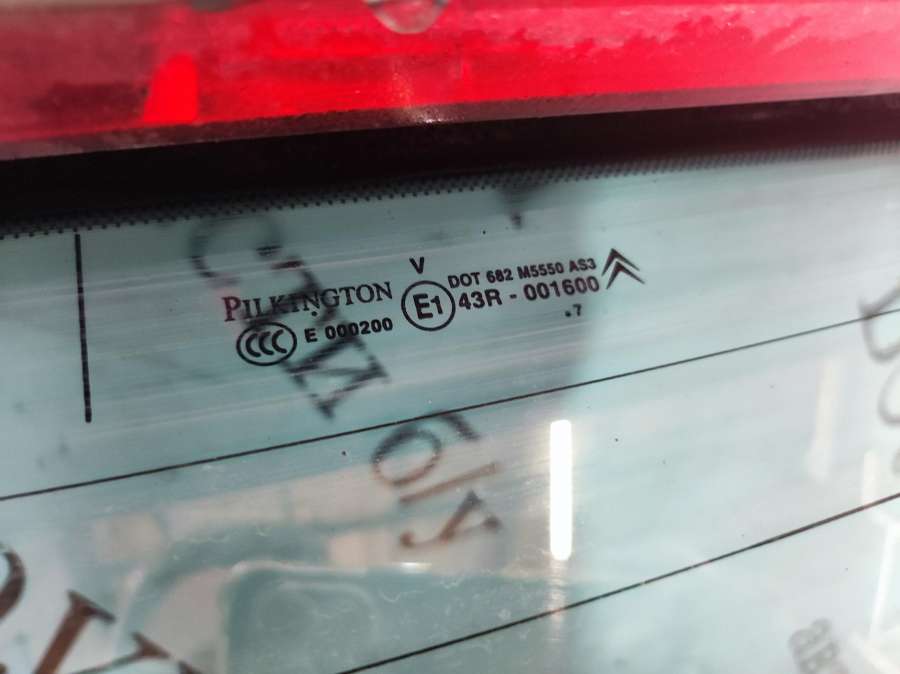 V
DOT 682 M5550 AS3
PILKINGTON E1 43R - 001600
CCC E 000200
.7
б/у